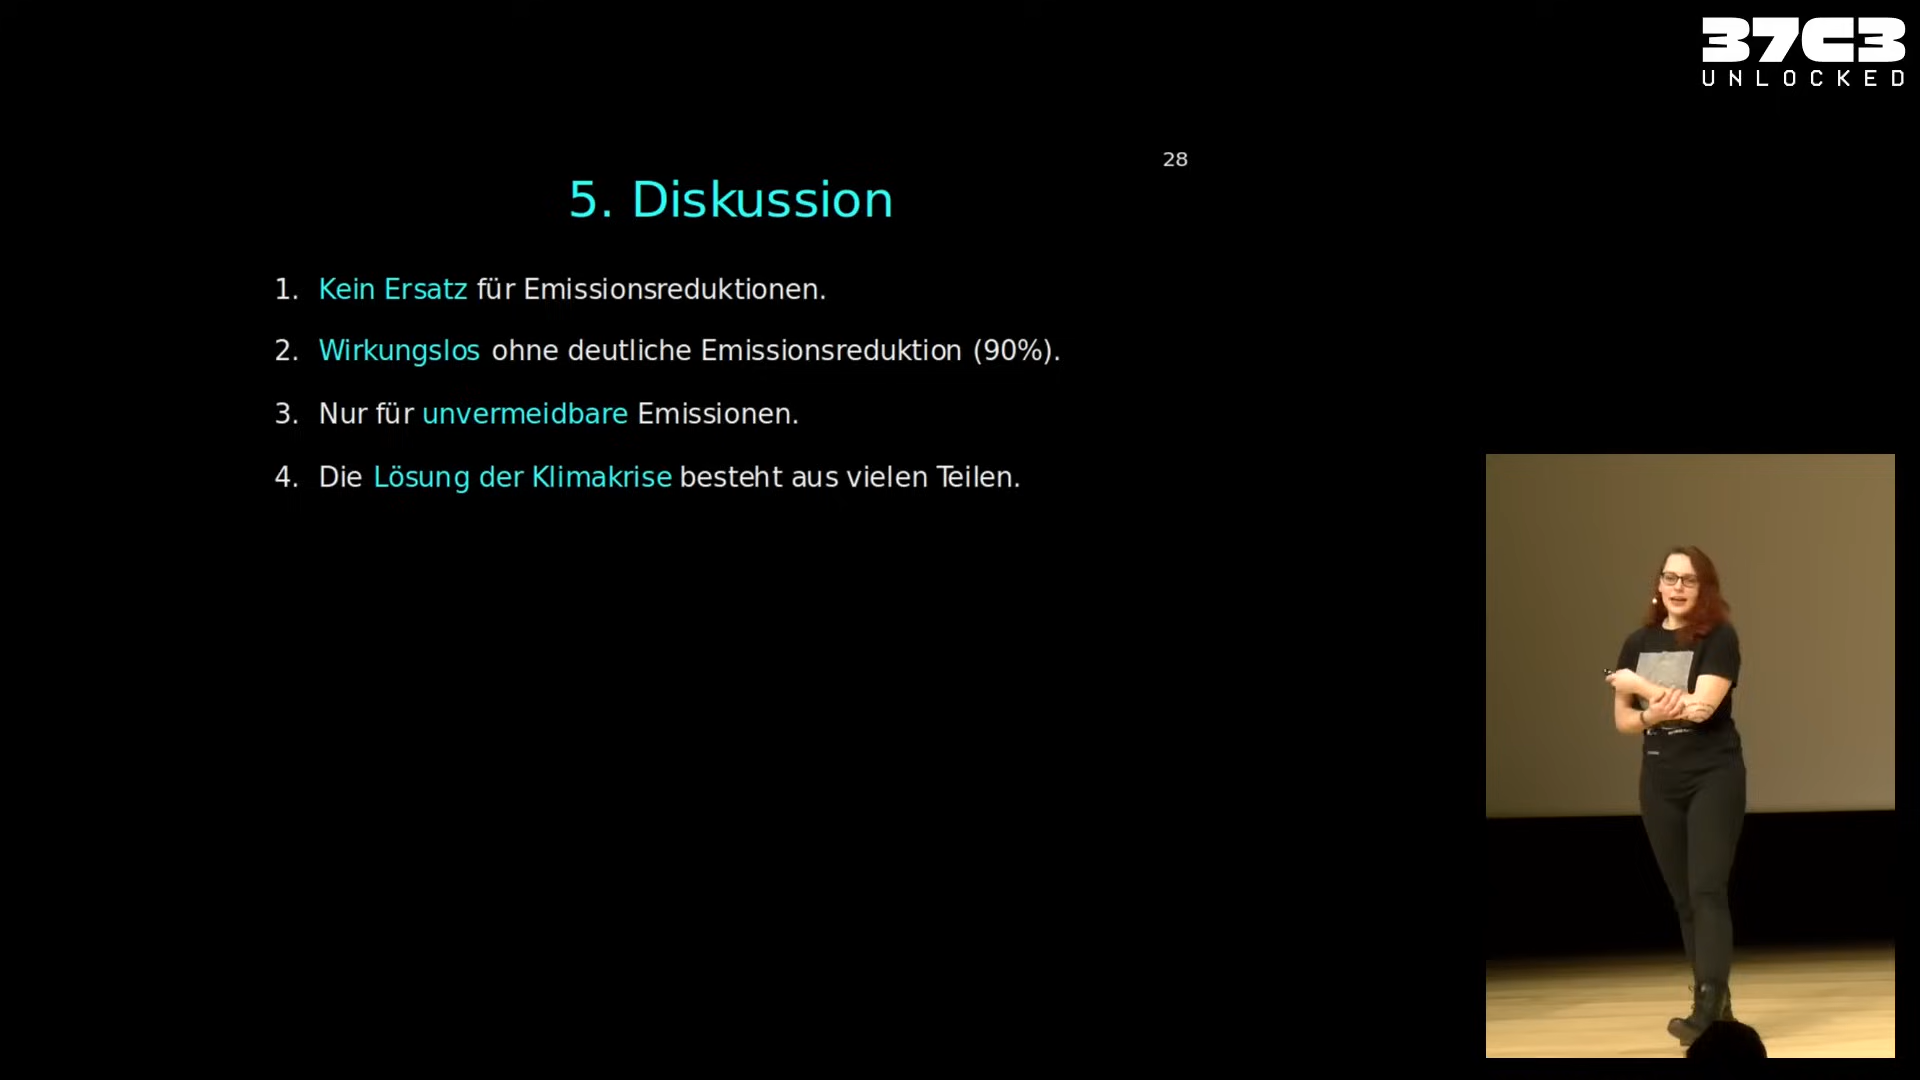 37C3
UNLOCKED
28
5. Diskussion
1. Kein Ersatz für Emissionsreduktionen.
2. Wirkungslos ohne deutliche Emissionsreduktion (90%).
3. Nur für unvermeidbare Emissionen.
4. Die Lösung der Klimakrise besteht aus vielen Teilen.